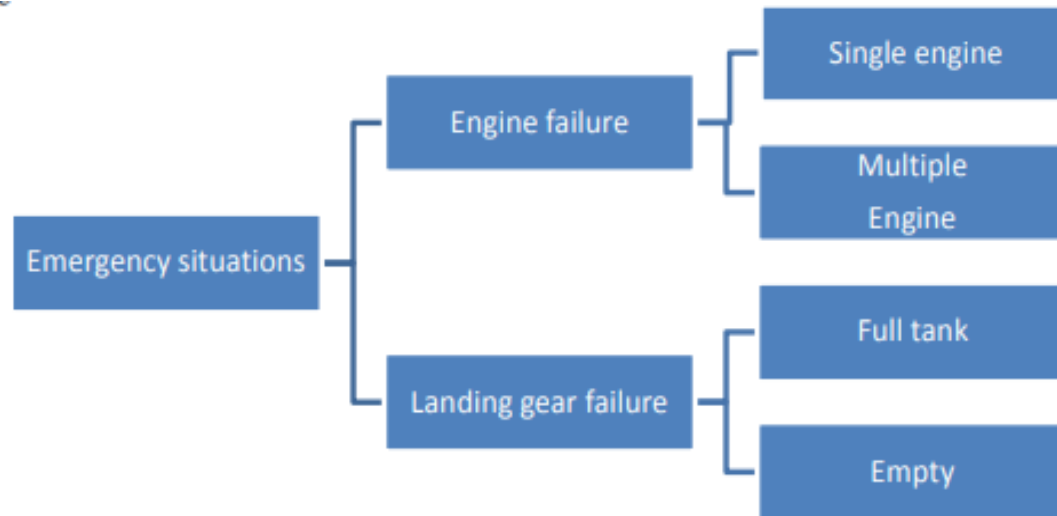 Single engine
Engine failure
Multiple
Engine
Emergency situations
Full tank
Landing gear failure
Empty